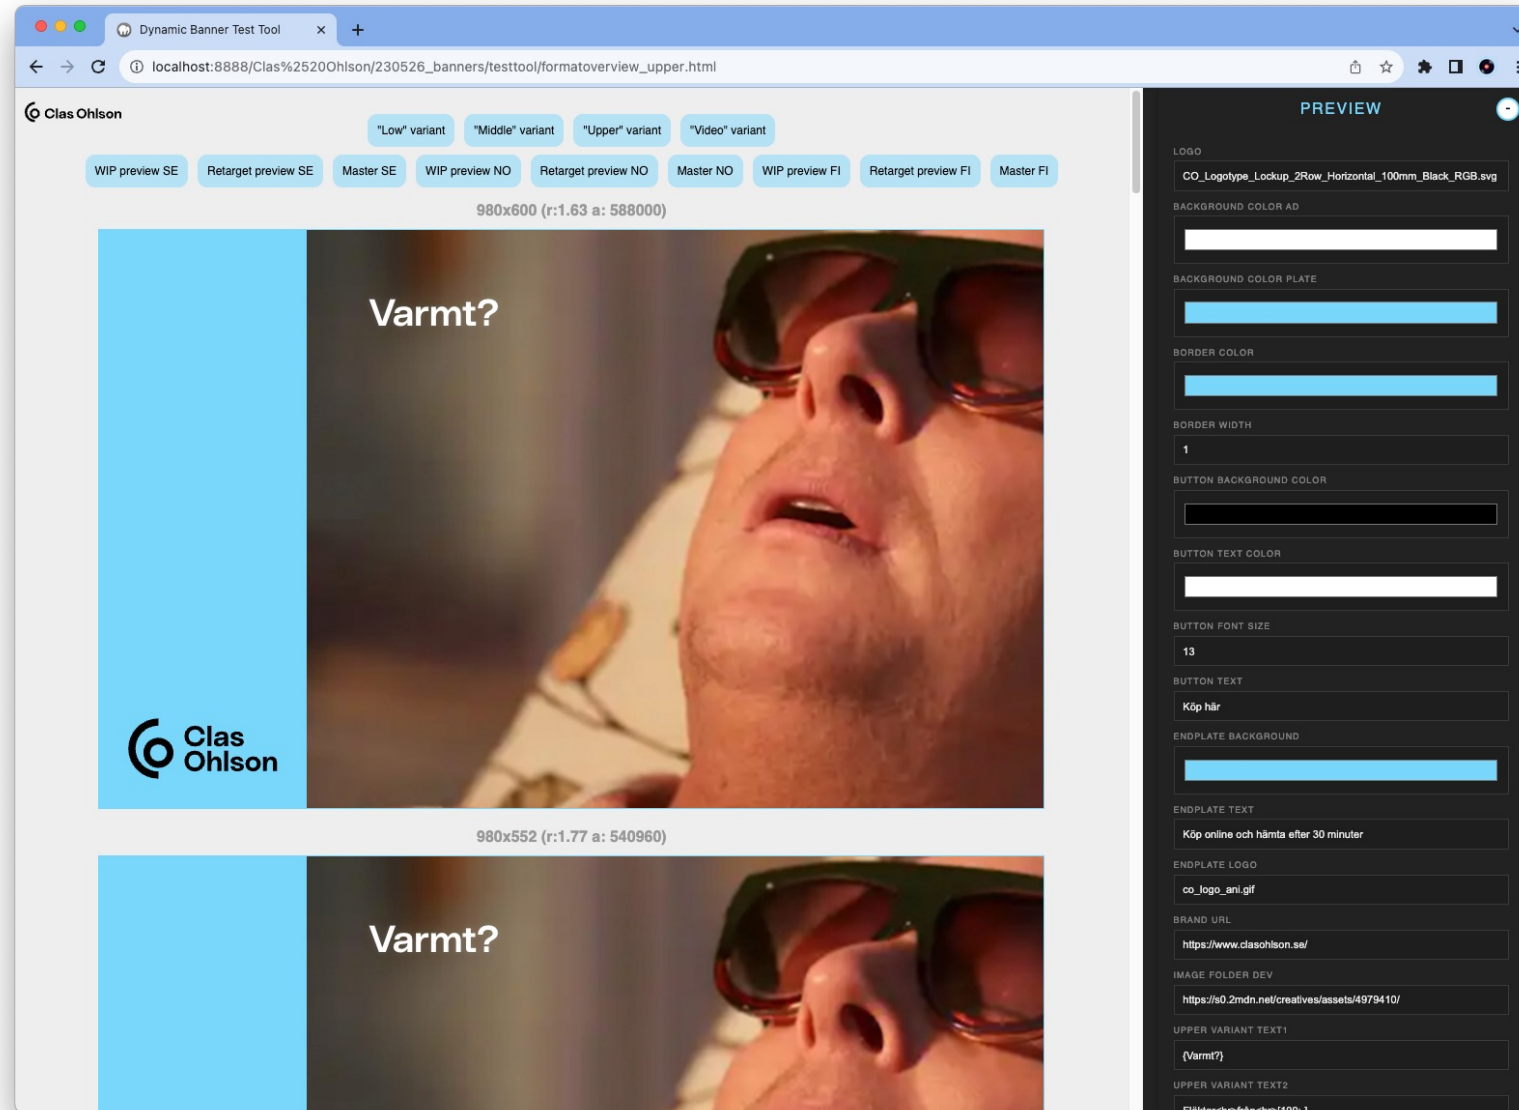 Dynamic Banner Test Tool
localhost:8888/Clas%2520Ohlson/230526_banners/testtool/formatoverview_upper.html
Clas Ohlson
"Low" variant "Middle" variant "Upper" variant "Video" variant
WIP preview SE Retarget preview SE Master SE WIP preview NO Retarget preview NO Master NO WIP preview FI Retarget preview FI Master FI
980x600 (r:1.63 a: 588000)
Varmt?
Clas
Ohlson
980x552 (r:1.77 a: 540960)
Varmt?
PREVIEW
LOGO
CO_Logotype_Lockup_2Row_Horizontal_100mm_Black_RGB.svg
BACKGROUND COLOR AD
BACKGROUND COLOR PLATE
BORDER COLOR
BORDER WIDTH
1
BUTTON BACKGROUND COLOR
BUTTON TEXT COLOR
BUTTON FONT SIZE
13
BUTTON TEXT
Köp här
ENDPLATE BACKGROUND
ENDPLATE TEXT
Köp online och hämta efter 30 minuter
ENDPLATE LOGO
co_logo_ani.gif
BRAND URL
https://www.clasohlson.se/
IMAGE FOLDER DEV
https://s0.2mdn.net/creatives/assets/4979410/
UPPER VARIANT TEXT1
{Varmt?}
UPPER VARIANT TEXT2